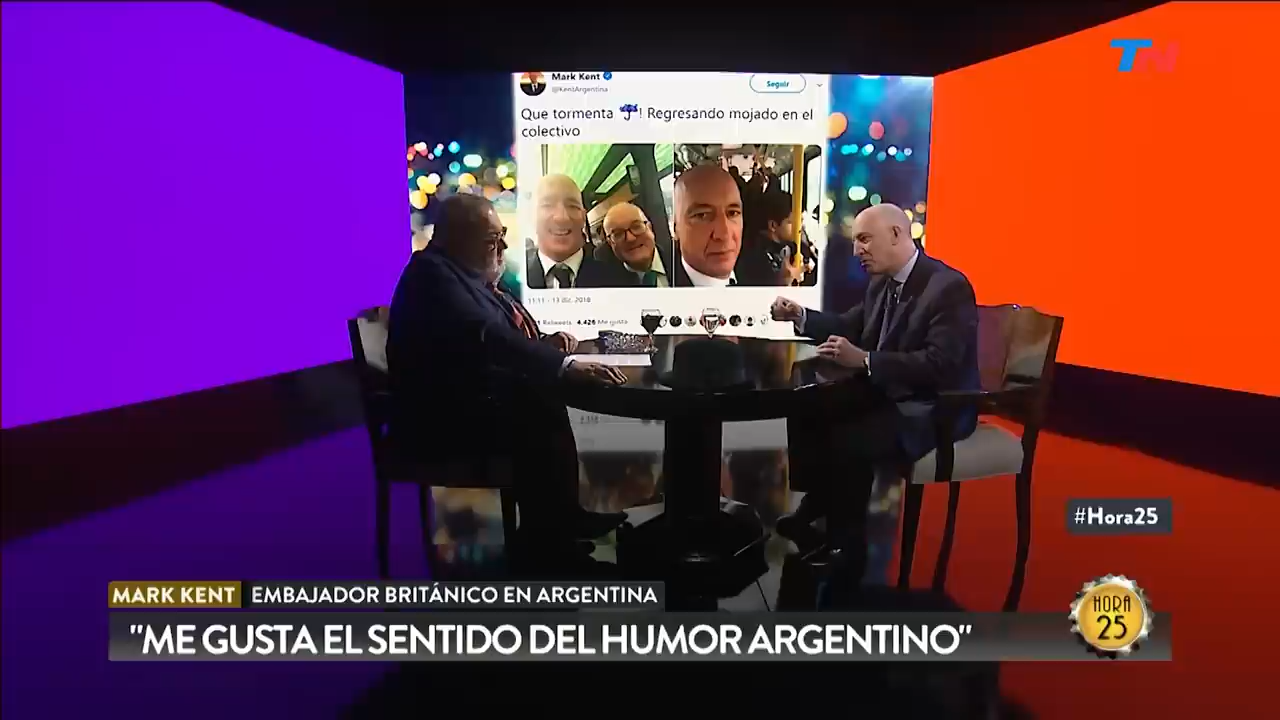 TN
Mark Kent
@KentArgentina
Seguir
Que tormenta ! Regresando mojado en el
colectivo
11:11 - 13 dic. 2018
Retweets 4.426 Me gusta
#Hora25
MARK KENT EMBAJADOR BRITÁNICO EN ARGENTINA
"ME GUSTA EL SENTIDO DEL HUMOR ARGENTINO"
HORA
25